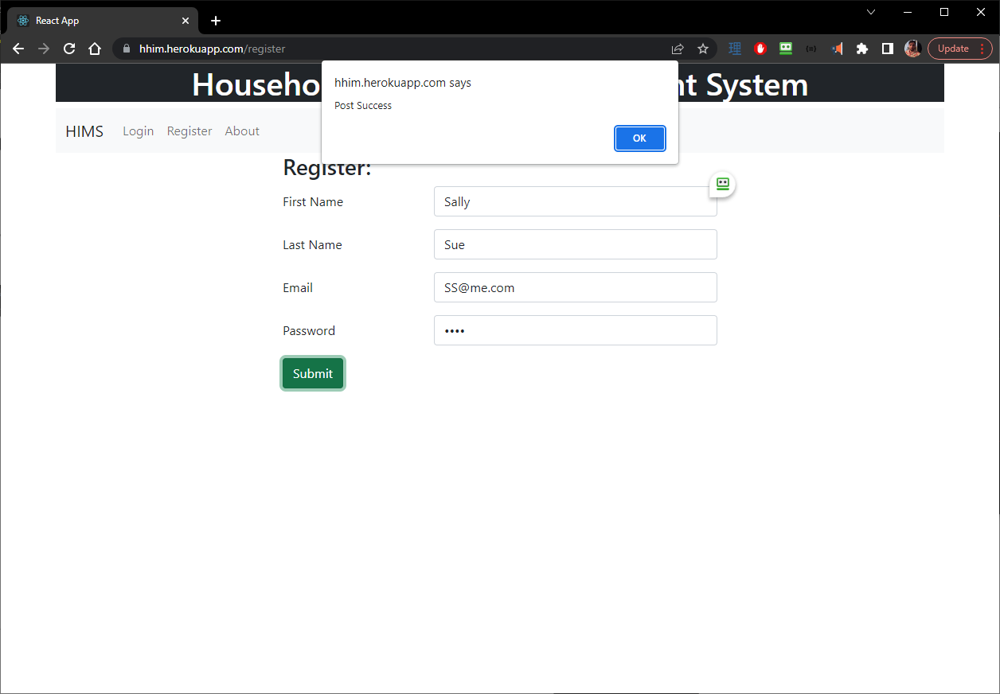 React App
hhim.herokuapp.com/register
理
Update
hhim.herokuapp.com says
Post Success
OK
Househo
nt System
HIMS Login Register About
Register:
First Name Sally
Last Name Sue
Email SS@me.com
Password ••••
Submit